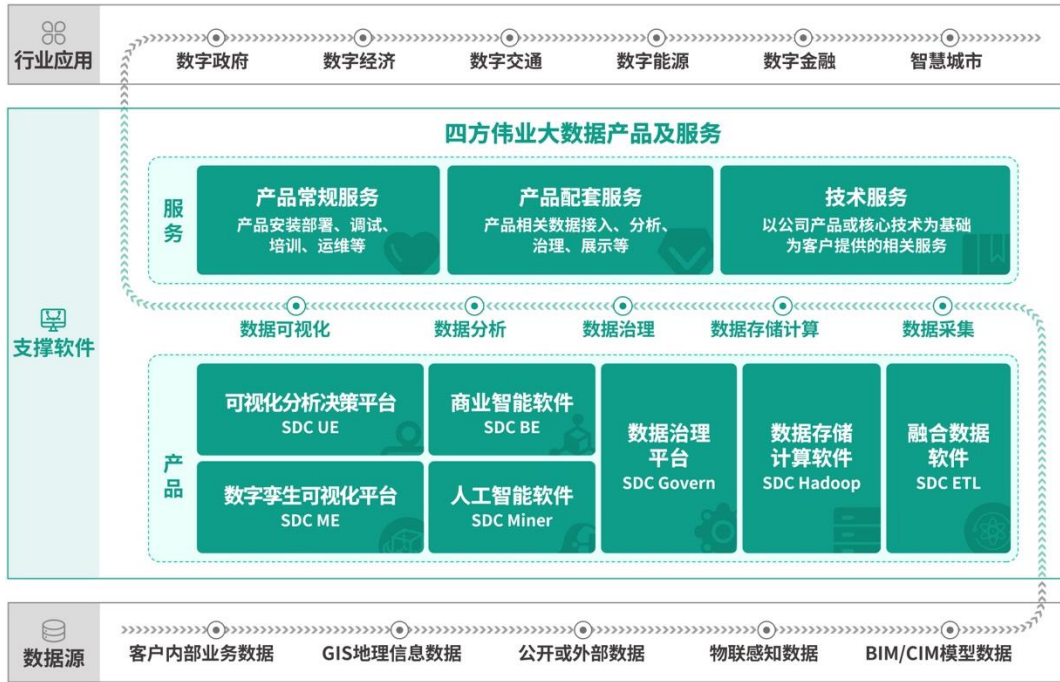 行业应用
数字政府
数字经济
数字交通
数字能源
数字金融
智慧城市
支撑软件
四方伟业大数据产品及服务
服
务
产品常规服务
产品安装部署、调试、
培训、运维等
产品配套服务
产品相关数据接入、分析、
治理、展示等
技术服务
以公司产品或核心技术为基础
为客户提供的相关服务
数据可视化
数据分析
数据治理
数据存储计算
数据采集
产
品
可视化分析决策平台
SDC UE
商业智能软件
SDC BE
数字孪生可视化平台
SDC ME
人工智能软件
SDC Miner
数据治理
平台
SDC Govern
数据存储
计算软件
SDC Hadoop
融合数据
软件
SDC ETL
数据源
客户内部业务数据
GIS地理信息数据
公开或外部数据
物联感知数据
BIM/CIM模型数据